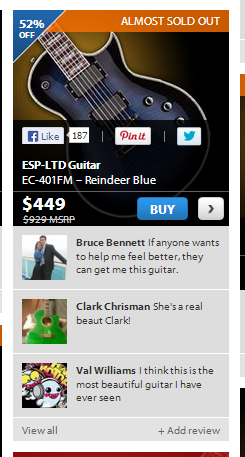 52%
OFF
ALMOST SOLD OUT
Like 187 Pinit
ESP-LTD Guitar
EC-401FM – Reindeer Blue
$449
$929 MSRP
BUY
Bruce Bennett If anyone wants
to help me feel better, they
can get me this guitar.
Clark Chrisman She's a real
beaut Clark!
Val Williams I think this is the
most beautiful guitar I have
ever seen
View all + Add review